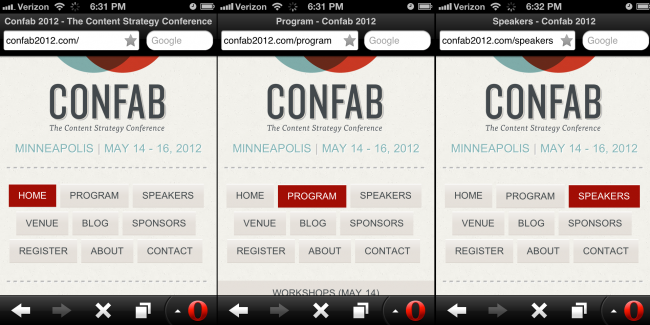 Verizon 6:31 PM
Confab 2012 - The Content Strategy Conference
confab2012.com/ Google
CONFAB
The Content Strategy Conference
MINNEAPOLIS | MAY 14 - 16, 2012
HOME PROGRAM SPEAKERS
VENUE BLOG SPONSORS
REGISTER ABOUT CONTACT
Verizon 6:31 PM
Program - Confab 2012
confab2012.com/program Google
CONFAB
The Content Strategy Conference
MINNEAPOLIS | MAY 14 - 16, 2012
HOME PROGRAM SPEAKERS
VENUE BLOG SPONSORS
REGISTER ABOUT CONTACT
WORKSHOPS (MAY 14)
Verizon 6:32 PM
Speakers - Confab 2012
confab2012.com/speakers Google
CONFAB
The Content Strategy Conference
MINNEAPOLIS | MAY 14 - 16, 2012
HOME PROGRAM SPEAKERS
VENUE BLOG SPONSORS
REGISTER ABOUT CONTACT